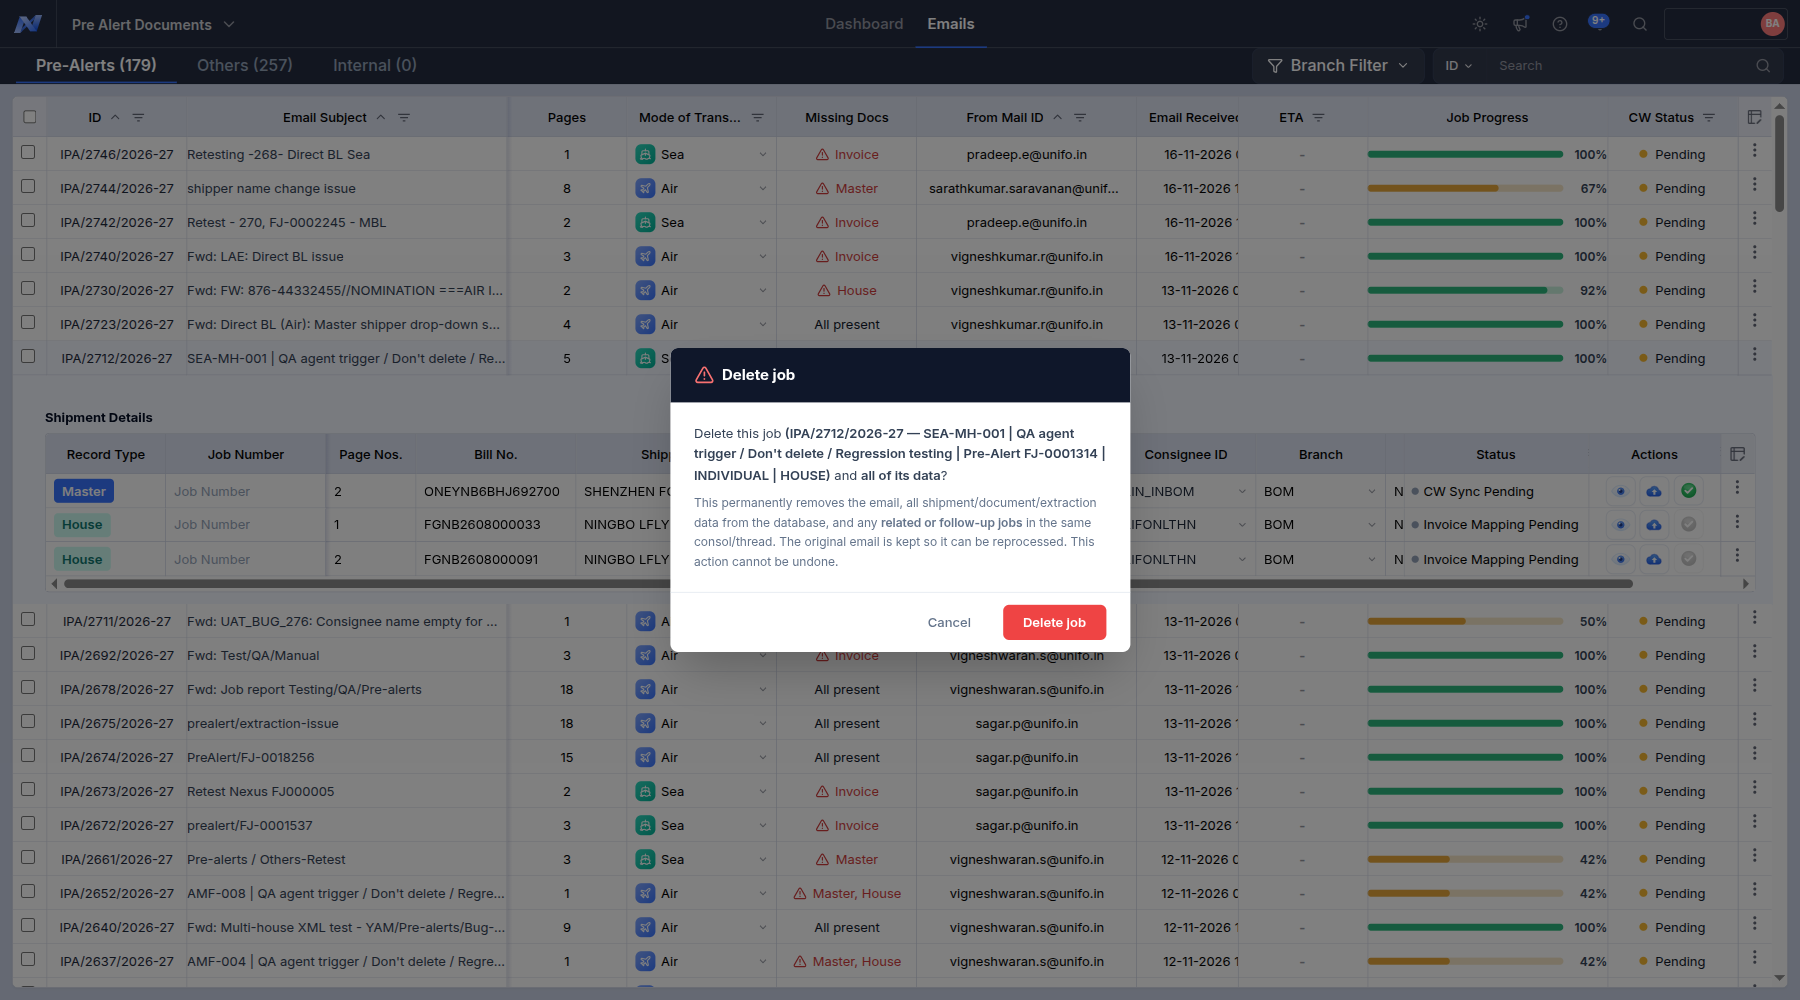 Pre Alert Documents
Dashboard Emails
9+ BA
Pre-Alerts (179) Others (257) Internal (0)
Branch Filter ID Search
ID Email Subject Pages Mode of Trans... Missing Docs From Mail ID Email Received ETA Job Progress CW Status
IPA/2746/2026-27 Retesting -268- Direct BL Sea 1 Sea Invoice pradeep.e@unifo.in 16-11-2026 - 100% Pending
IPA/2744/2026-27 shipper name change issue 8 Air Master sarathkumar.saravanan@unif... 16-11-2026 1 - 67% Pending
IPA/2742/2026-27 Retest - 270, FJ-0002245 - MBL 2 Sea Invoice pradeep.e@unifo.in 16-11-2026 - 100% Pending
IPA/2740/2026-27 Fwd: LAE: Direct BL issue 3 Air Invoice vigneshkumar.r@unifo.in 16-11-2026 - 100% Pending
IPA/2730/2026-27 Fwd: FW: 876-44332455//NOMINATION ===AIR I... 2 Air House vigneshkumar.r@unifo.in 13-11-2026 - 92% Pending
IPA/2723/2026-27 Fwd: Direct BL (Air): Master shipper drop-down s... 4 Air All present vigneshkumar.r@unifo.in 13-11-2026 - 100% Pending
IPA/2712/2026-27 SEA-MH-001 | QA agent trigger / Don't delete / Re... 5 S 13-11-2026 - 100% Pending
Delete job
Delete this job (IPA/2712/2026-27 — SEA-MH-001 | QA agent
trigger / Don't delete / Regression testing | Pre-Alert FJ-0001314 |
INDIVIDUAL | HOUSE) and all of its data?
This permanently removes the email, all shipment/document/extraction
data from the database, and any related or follow-up jobs in the same
consol/thread. The original email is kept so it can be reprocessed. This
action cannot be undone.
Cancel Delete job
Shipment Details
Record Type Job Number Page Nos. Bill No. Ship Consignee ID Branch Status Actions
Master Job Number 2 ONEYNB6BHJ692700 SHENZHEN FO IN_INBOM BOM N CW Sync Pending
House Job Number 1 FGNB2608000033 NINGBO LFLY IFONLTHN BOM N Invoice Mapping Pending
House Job Number 2 FGNB2608000091 NINGBO LFLY IFONLTHN BOM N Invoice Mapping Pending
IPA/2711/2026-27 Fwd: UAT_BUG_276: Consignee name empty for ... 1 A 13-11-2026 - 50% Pending
IPA/2692/2026-27 Fwd: Test/QA/Manual 3 Air Invoice vigneshwaran.s@unifo.in 13-11-2026 - 100% Pending
IPA/2678/2026-27 Fwd: Job report Testing/QA/Pre-alerts 18 Air All present vigneshwaran.s@unifo.in 13-11-2026 - 100% Pending
IPA/2675/2026-27 prealert/extraction-issue 18 Air All present sagar.p@unifo.in 13-11-2026 - 100% Pending
IPA/2674/2026-27 PreAlert/FJ-0018256 15 Air All present sagar.p@unifo.in 13-11-2026 - 100% Pending
IPA/2673/2026-27 Retest Nexus FJ000005 2 Sea Invoice sagar.p@unifo.in 13-11-2026 - 100% Pending
IPA/2672/2026-27 prealert/FJ-0001537 3 Sea Invoice sagar.p@unifo.in 13-11-2026 - 100% Pending
IPA/2661/2026-27 Pre-alerts / Others-Retest 3 Sea Master vigneshwaran.s@unifo.in 12-11-2026 - 42% Pending
IPA/2652/2026-27 AMF-008 | QA agent trigger / Don't delete / Regre... 1 Air Master, House vigneshwaran.s@unifo.in 12-11-2026 - 42% Pending
IPA/2640/2026-27 Fwd: Multi-house XML test - YAM/Pre-alerts/Bug-... 9 Air All present vigneshwaran.s@unifo.in 12-11-2026 - 100% Pending
IPA/2637/2026-27 AMF-004 | QA agent trigger / Don't delete / Regre... 1 Air Master, House vigneshwaran.s@unifo.in 12-11-2026 - 42% Pending